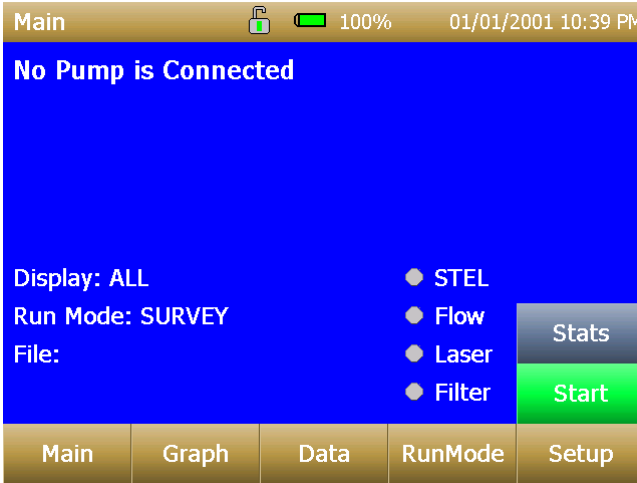 Main 100% 01/01/2001 10:39 PM
No Pump is Connected
Display: ALL
STEL
Run Mode: SURVEY
Flow
Stats
File:
Laser
Filter
Start
Main Graph Data RunMode Setup